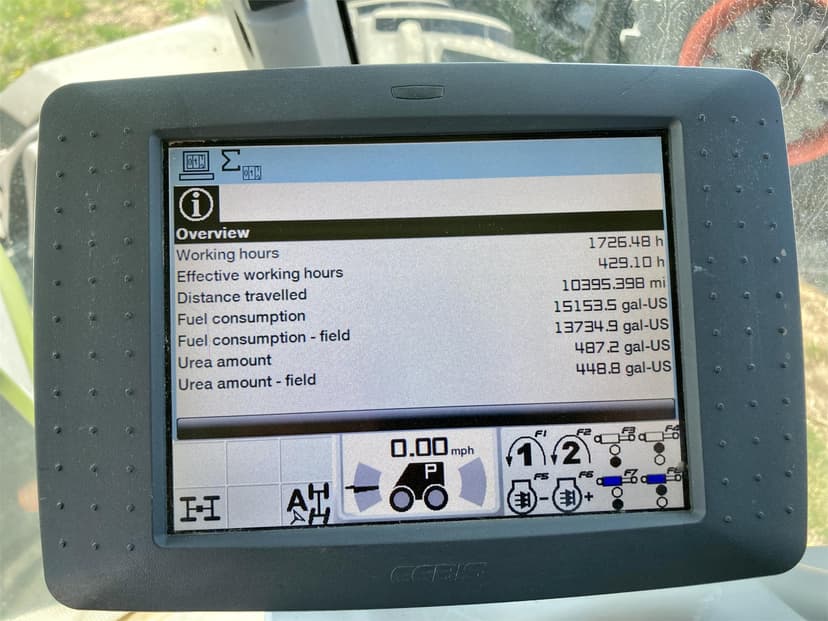 Overview
Working hours 1726.48 h
Effective working hours 429.10 h
Distance travelled 10395.398 mi
Fuel consumption 15153.5 gal-US
Fuel consumption - field 13734.9 gal-US
Urea amount 487.2 gal-US
Urea amount - field 448.8 gal-US
0.00 mph
P
A
F1 F2 F3 F4
1 2
F5 F6 F7 F8
- +
CEBIS